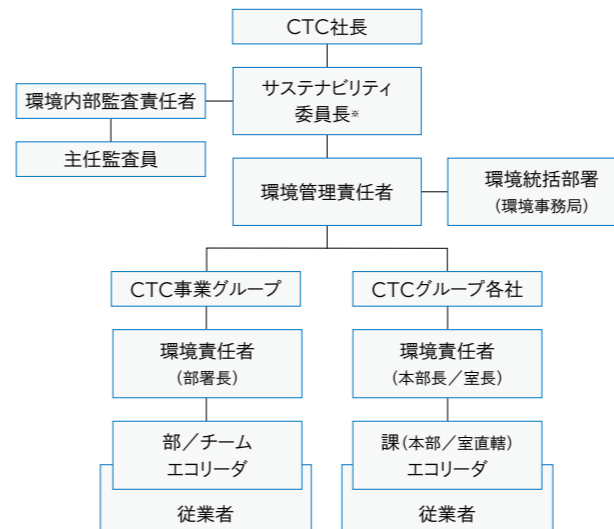 CTC社長
サステナビリティ
委員長※
環境内部監査責任者
主任監査員
環境管理責任者
環境統括部署
(環境事務局)
CTC事業グループ
CTCグループ各社
環境責任者
(部署長)
環境責任者
(本部長／室長)
部／チーム
エコリーダ
課(本部／室直轄)
エコリーダ
従業者
従業者